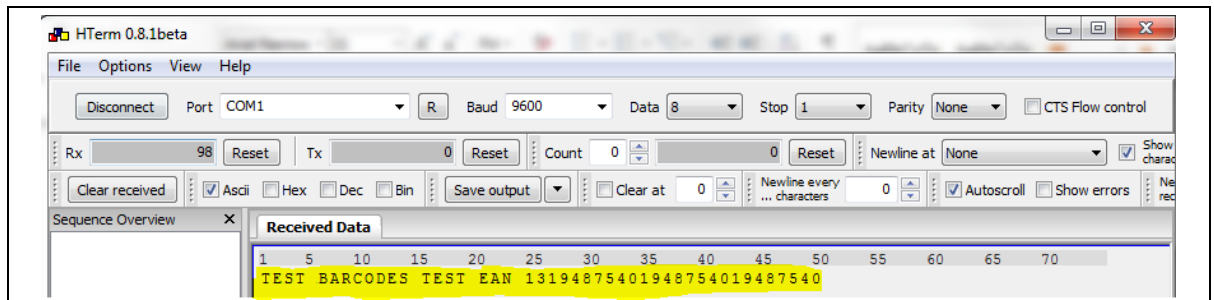 HTerm 0.8.1beta
File Options View Help
Disconnect Port COM1 R Baud 9600 Data 8 Stop 1 Parity None CTS Flow control
Rx 98 Reset Tx 0 Reset Count 0 0 Reset Newline at None Show
Clear received Ascii Hex Dec Bin Save output Clear at 0 Newline every 0 Autoscroll Show errors
... characters
Sequence Overview X Received Data
1 5 10 15 20 25 30 35 40 45 50 55 60 65 70
TEST BARCODES TEST EAN 13194875401948754019487540